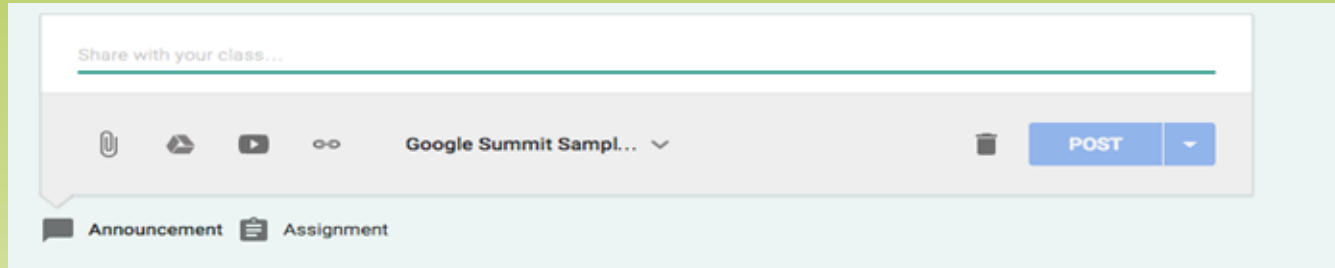 Share with your class...
Google Summit Sampl... POST
Announcement Assignment